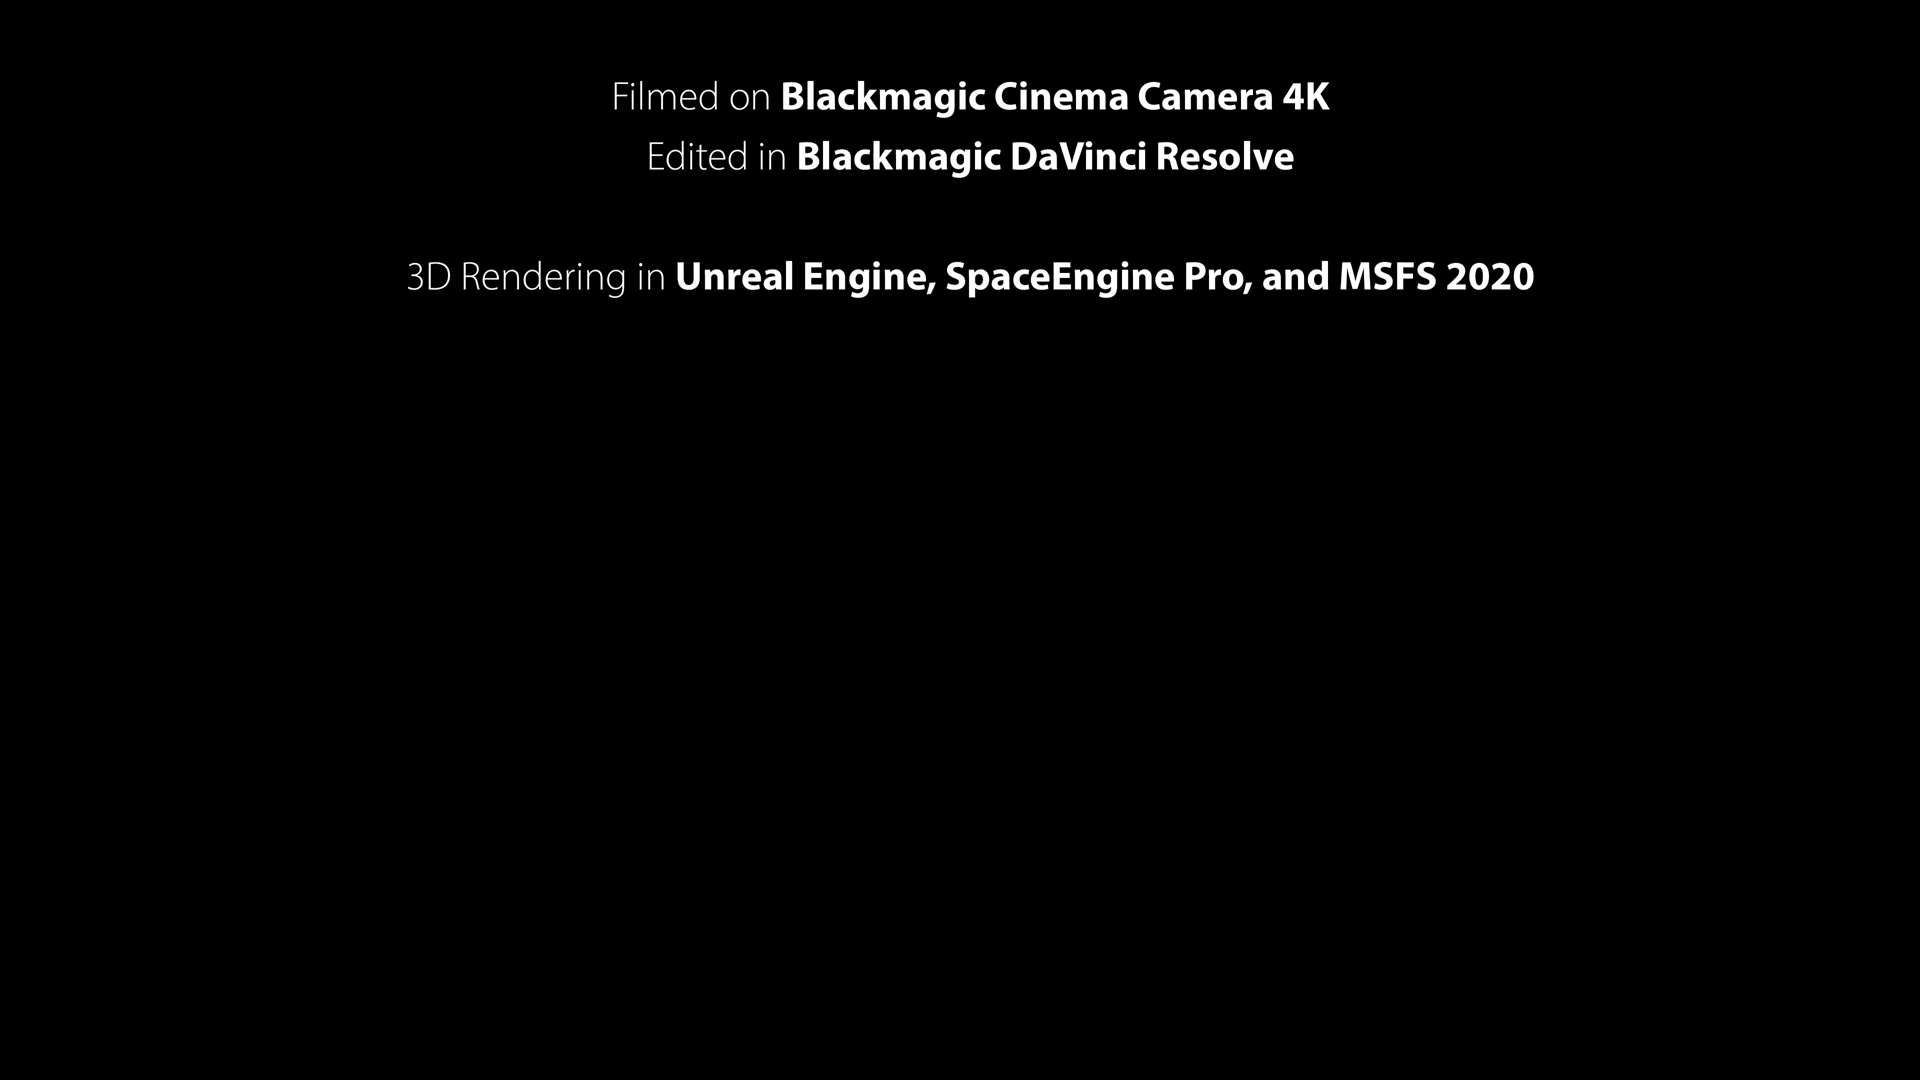 Filmed on Blackmagic Cinema Camera 4K
Edited in Blackmagic DaVinci Resolve
3D Rendering in Unreal Engine, SpaceEngine Pro, and MSFS 2020